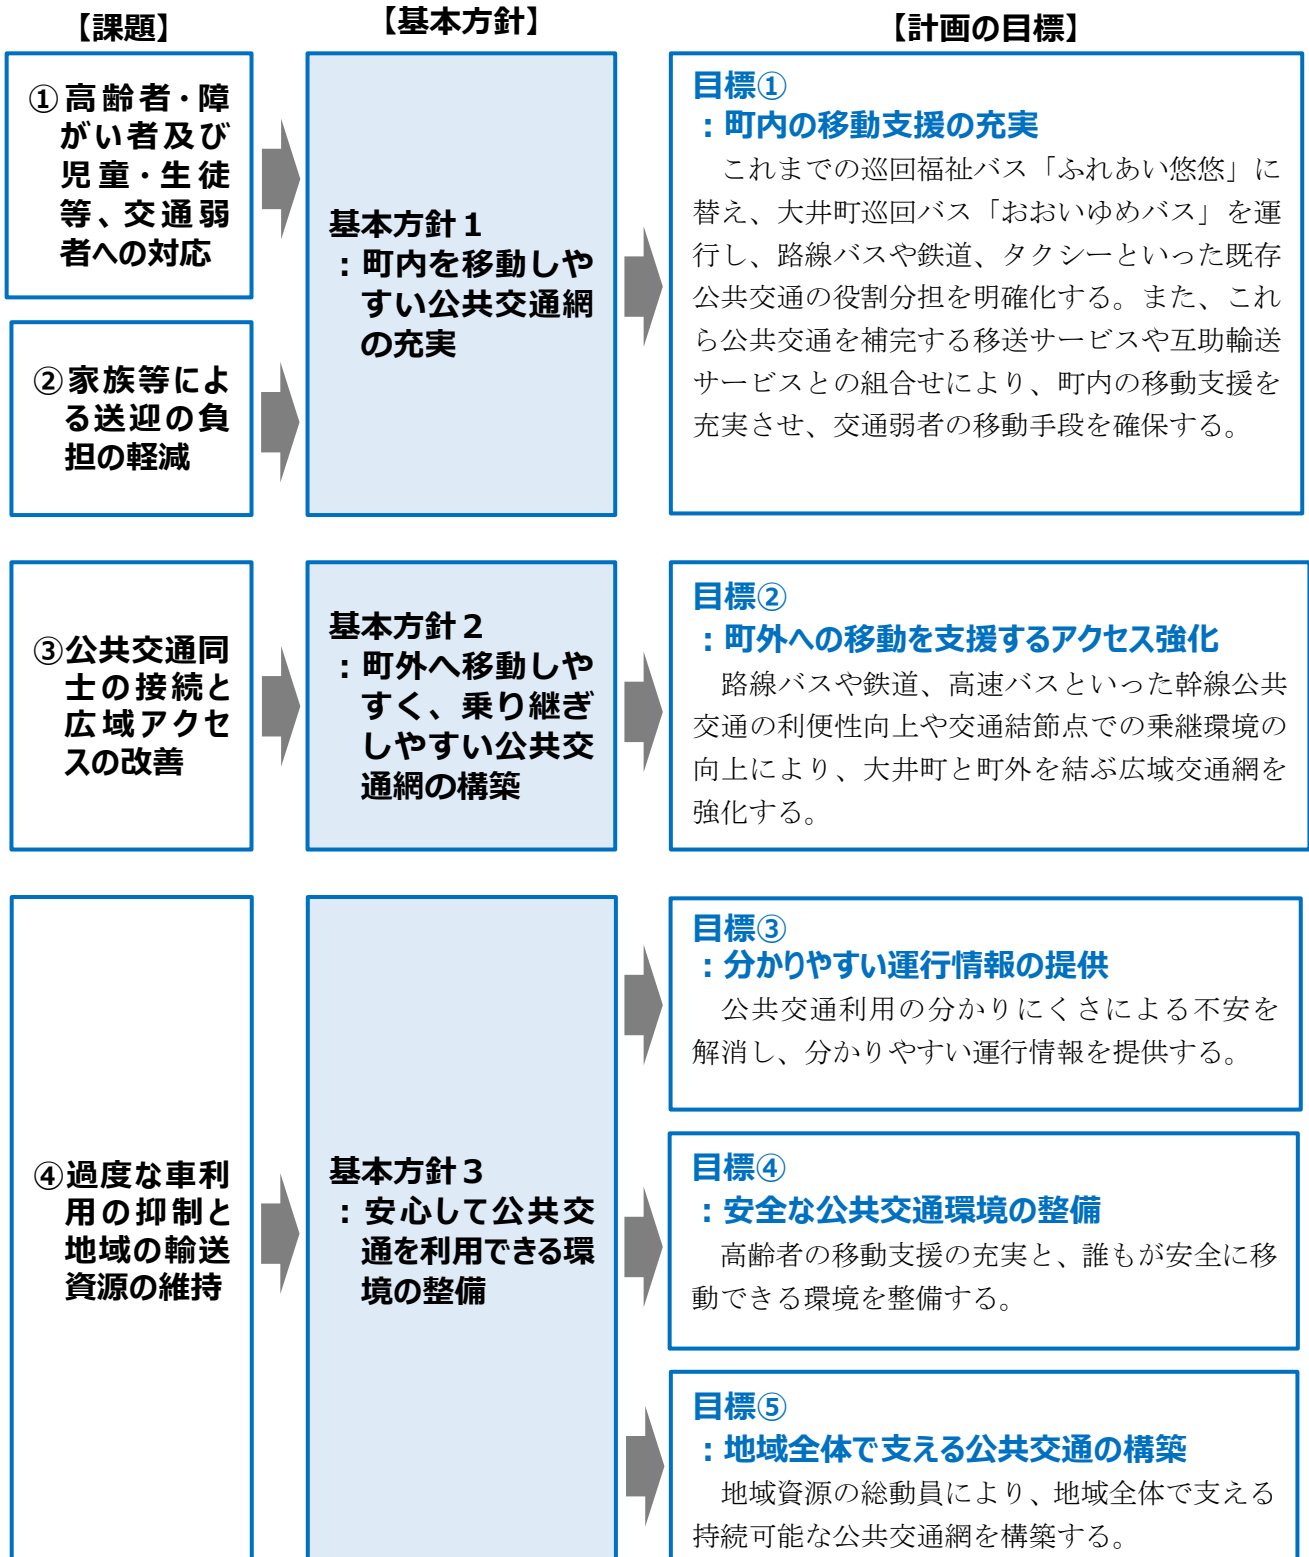 【課題】
【基本方針】
【計画の目標】
①高齢者・障
がい者及び
児童・生徒
等、交通弱
者への対応
②家族等によ
る送迎の負
担の軽減
基本方針１
：町内を移動しや
すい公共交通網
の充実
目標①
：町内の移動支援の充実
これまでの巡回福祉バス「ふれあい悠悠」に
替え、大井町巡回バス「おおいゆめバス」を運
行し、路線バスや鉄道、タクシーといった既存
公共交通の役割分担を明確化する。また、これ
ら公共交通を補完する移送サービスや互助輸送
サービスとの組合せにより、町内の移動支援を
充実させ、交通弱者の移動手段を確保する。
③公共交通同
士の接続と
広域アクセ
スの改善
基本方針２
：町外へ移動しや
すく、乗り継ぎ
しやすい公共交
通網の構築
目標②
：町外への移動を支援するアクセス強化
路線バスや鉄道、高速バスといった幹線公共
交通の利便性向上や交通結節点での乗継環境の
向上により、大井町と町外を結ぶ広域交通網を
強化する。
④過度な車利
用の抑制と
地域の輸送
資源の維持
基本方針３
：安心して公共交
通を利用できる環
境の整備
目標③
：分かりやすい運行情報の提供
公共交通利用の分かりにくさによる不安を
解消し、分かりやすい運行情報を提供する。
目標④
：安全な公共交通環境の整備
高齢者の移動支援の充実と、誰もが安全に移
動できる環境を整備する。
目標⑤
：地域全体で支える公共交通の構築
地域資源の総動員により、地域全体で支える
持続可能な公共交通網を構築する。